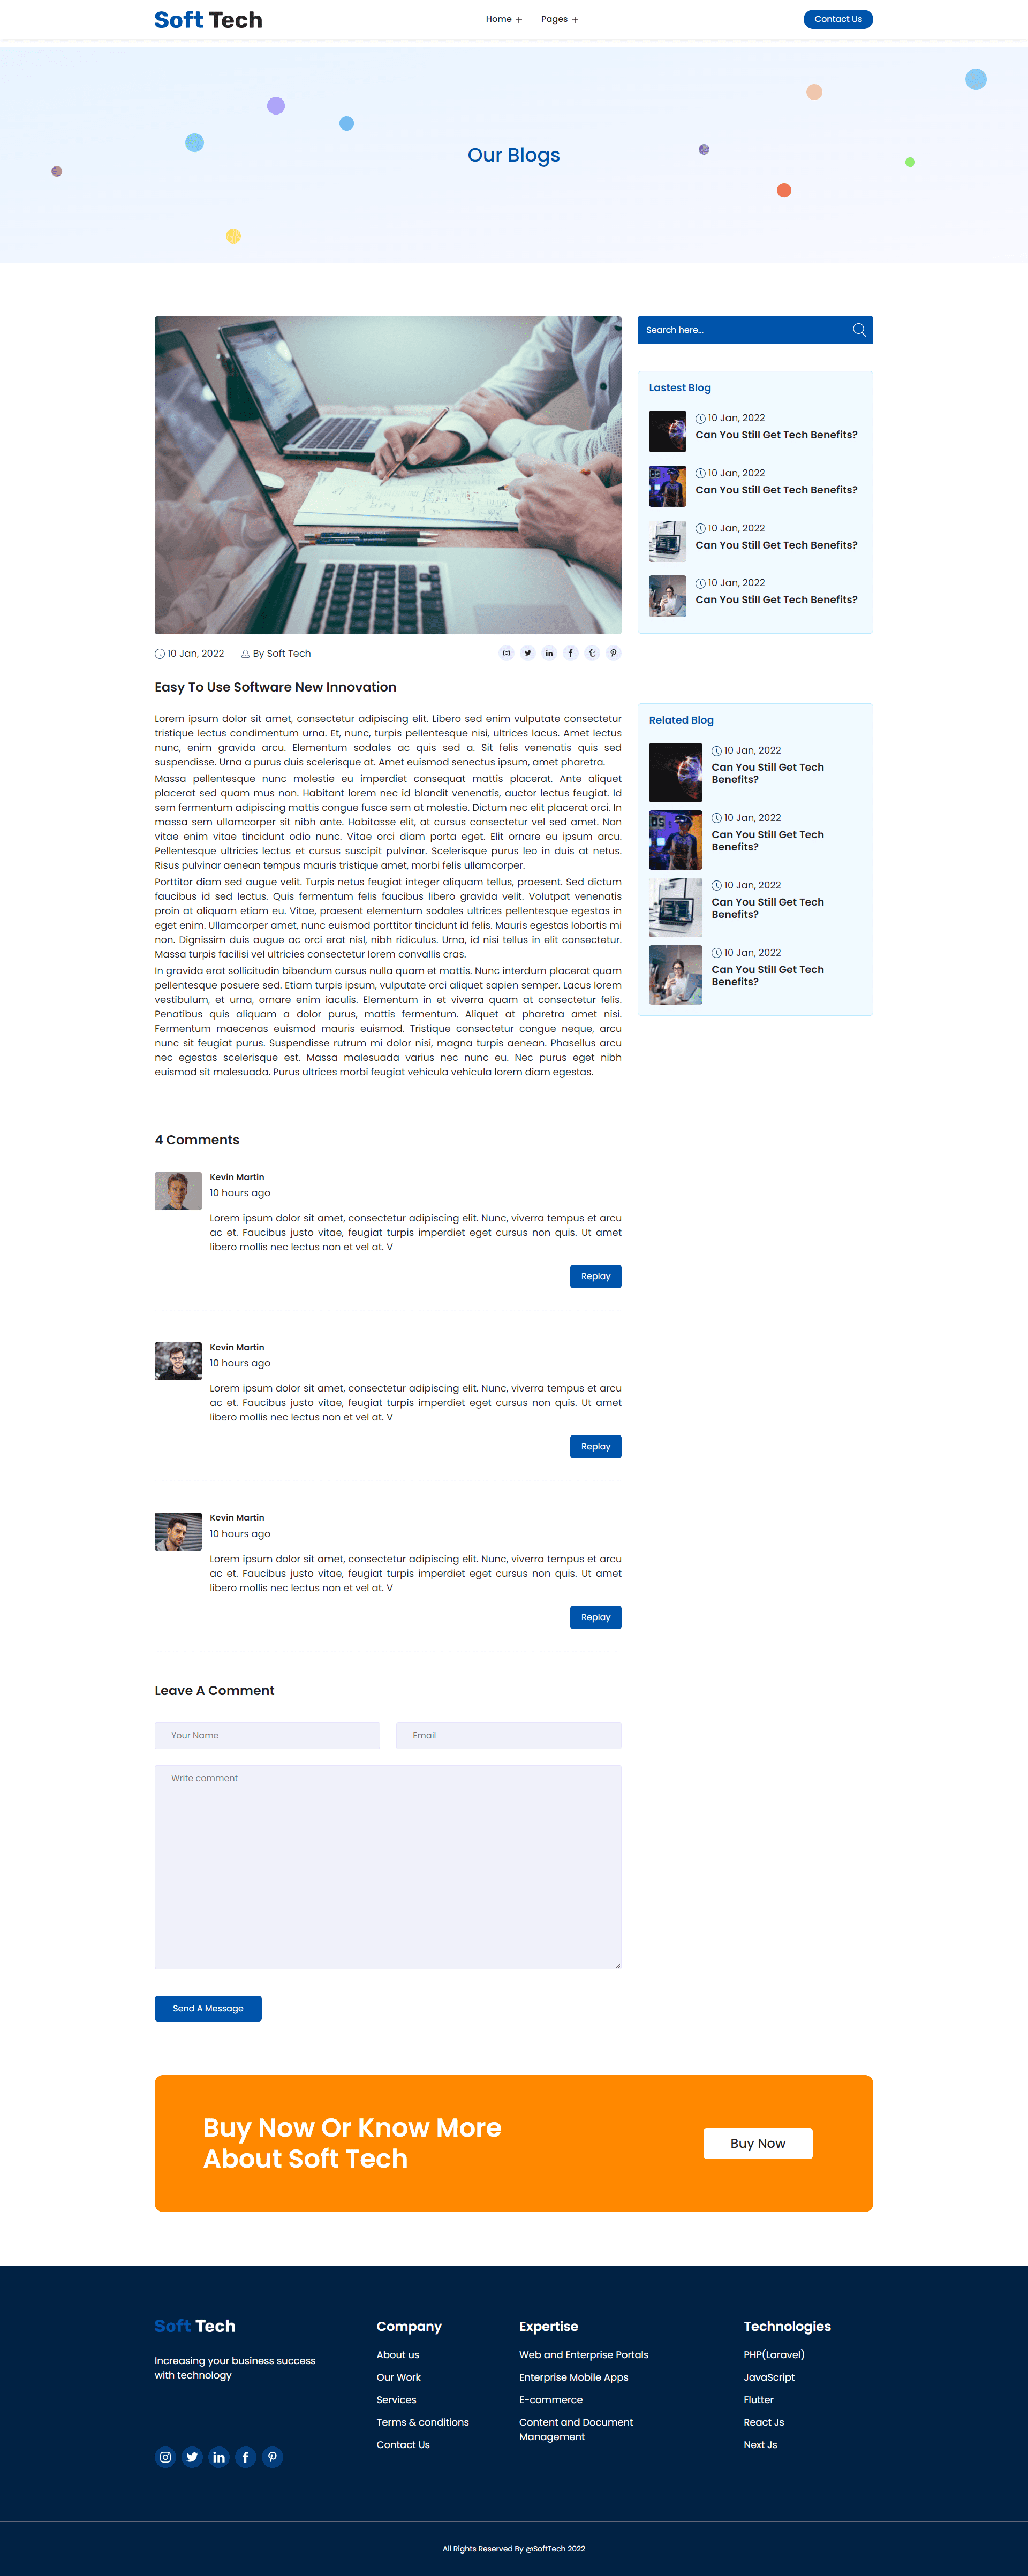 Soft Tech
Home +
Pages +
Contact Us
Our Blogs
10 Jan, 2022
By Soft Tech
Easy To Use Software New Innovation
Lorem ipsum dolor sit amet, consectetur adipiscing elit. Libero sed enim vulputate consectetur
tristique lectus condimentum urna. Et, nunc, turpis pellentesque nisi, ultrices lacus. Amet lectus
nunc, enim gravida arcu. Elementum sodales ac quis sed a. Sit felis venenatis quis sed
suspendisse. Urna a purus duis scelerisque at. Amet euismod senectus ipsum, amet pharetra.
Massa pellentesque nunc molestie eu imperdiet consequat mattis placerat. Ante aliquet
placerat sed quam mus non. Habitant lorem nec id blandit venenatis, auctor lectus feugiat. Id
sem fermentum adipiscing mattis congue fusce sem at molestie. Dictum nec elit placerat orci. In
massa sem ullamcorper sit nibh ante. Habitasse elit, at cursus consectetur vel sed amet. Non
vitae enim vitae tincidunt odio nunc. Vitae orci diam porta eget. Elit ornare eu ipsum arcu.
Pellentesque ultricies lectus et cursus suscipit pulvinar. Scelerisque purus leo in duis at netus.
Risus pulvinar aenean tempus mauris tristique amet, morbi felis ullamcorper.
Porttitor diam sed augue velit. Turpis netus feugiat integer aliquam tellus, praesent. Sed dictum
faucibus id sed lectus. Quis fermentum felis faucibus libero gravida velit. Volutpat venenatis
proin at aliquam etiam eu. Vitae, praesent elementum sodales ultrices pellentesque egestas in
eget enim. Ullamcorper amet, nunc euismod porttitor tincidunt id felis. Mauris egestas lobortis mi
non. Dignissim duis augue ac orci erat nisl, nibh ridiculus. Urna, id nisi tellus in elit consectetur.
Massa turpis facilisi vel ultricies consectetur lorem convallis cras.
In gravida erat sollicitudin bibendum cursus nulla quam et mattis. Nunc interdum placerat quam
pellentesque posuere sed. Etiam turpis ipsum, vulputate orci aliquet sapien semper. Lacus lorem
vestibulum, et urna, ornare enim iaculis. Elementum in et viverra quam at consectetur felis.
Penatibus quis aliquam a dolor purus, mattis fermentum. Aliquet at pharetra amet nisi.
Fermentum maecenas euismod mauris euismod. Tristique consectetur congue neque, arcu
nunc sit feugiat purus. Suspendisse rutrum mi dolor nisi, magna turpis aenean. Phasellus arcu
nec egestas scelerisque est. Massa malesuada varius nec nunc eu. Nec purus eget nibh
euismod sit malesuada. Purus ultrices morbi feugiat vehicula vehicula lorem diam egestas.
Search here...
Lastest Blog
10 Jan, 2022
Can You Still Get Tech Benefits?
10 Jan, 2022
Can You Still Get Tech Benefits?
10 Jan, 2022
Can You Still Get Tech Benefits?
10 Jan, 2022
Can You Still Get Tech Benefits?
Related Blog
10 Jan, 2022
Can You Still Get Tech
Benefits?
10 Jan, 2022
Can You Still Get Tech
Benefits?
10 Jan, 2022
Can You Still Get Tech
Benefits?
10 Jan, 2022
Can You Still Get Tech
Benefits?
4 Comments
Kevin Martin
10 hours ago
Lorem ipsum dolor sit amet, consectetur adipiscing elit. Nunc, viverra tempus et arcu
ac et. Faucibus justo vitae, feugiat turpis imperdiet eget cursus non quis. Ut amet
libero mollis nec lectus non et vel at. V
Replay
Kevin Martin
10 hours ago
Lorem ipsum dolor sit amet, consectetur adipiscing elit. Nunc, viverra tempus et arcu
ac et. Faucibus justo vitae, feugiat turpis imperdiet eget cursus non quis. Ut amet
libero mollis nec lectus non et vel at. V
Replay
Kevin Martin
10 hours ago
Lorem ipsum dolor sit amet, consectetur adipiscing elit. Nunc, viverra tempus et arcu
ac et. Faucibus justo vitae, feugiat turpis imperdiet eget cursus non quis. Ut amet
libero mollis nec lectus non et vel at. V
Replay
Leave A Comment
Your Name
Email
Write comment
Send A Message
Buy Now Or Know More
About Soft Tech
Buy Now
Soft Tech
Increasing your business success
with technology
Company
About us
Our Work
Services
Terms & conditions
Contact Us
Expertise
Web and Enterprise Portals
Enterprise Mobile Apps
E-commerce
Content and Document
Management
Technologies
PHP(Laravel)
JavaScript
Flutter
React Js
Next Js
All Rights Reserved By @SoftTech 2022